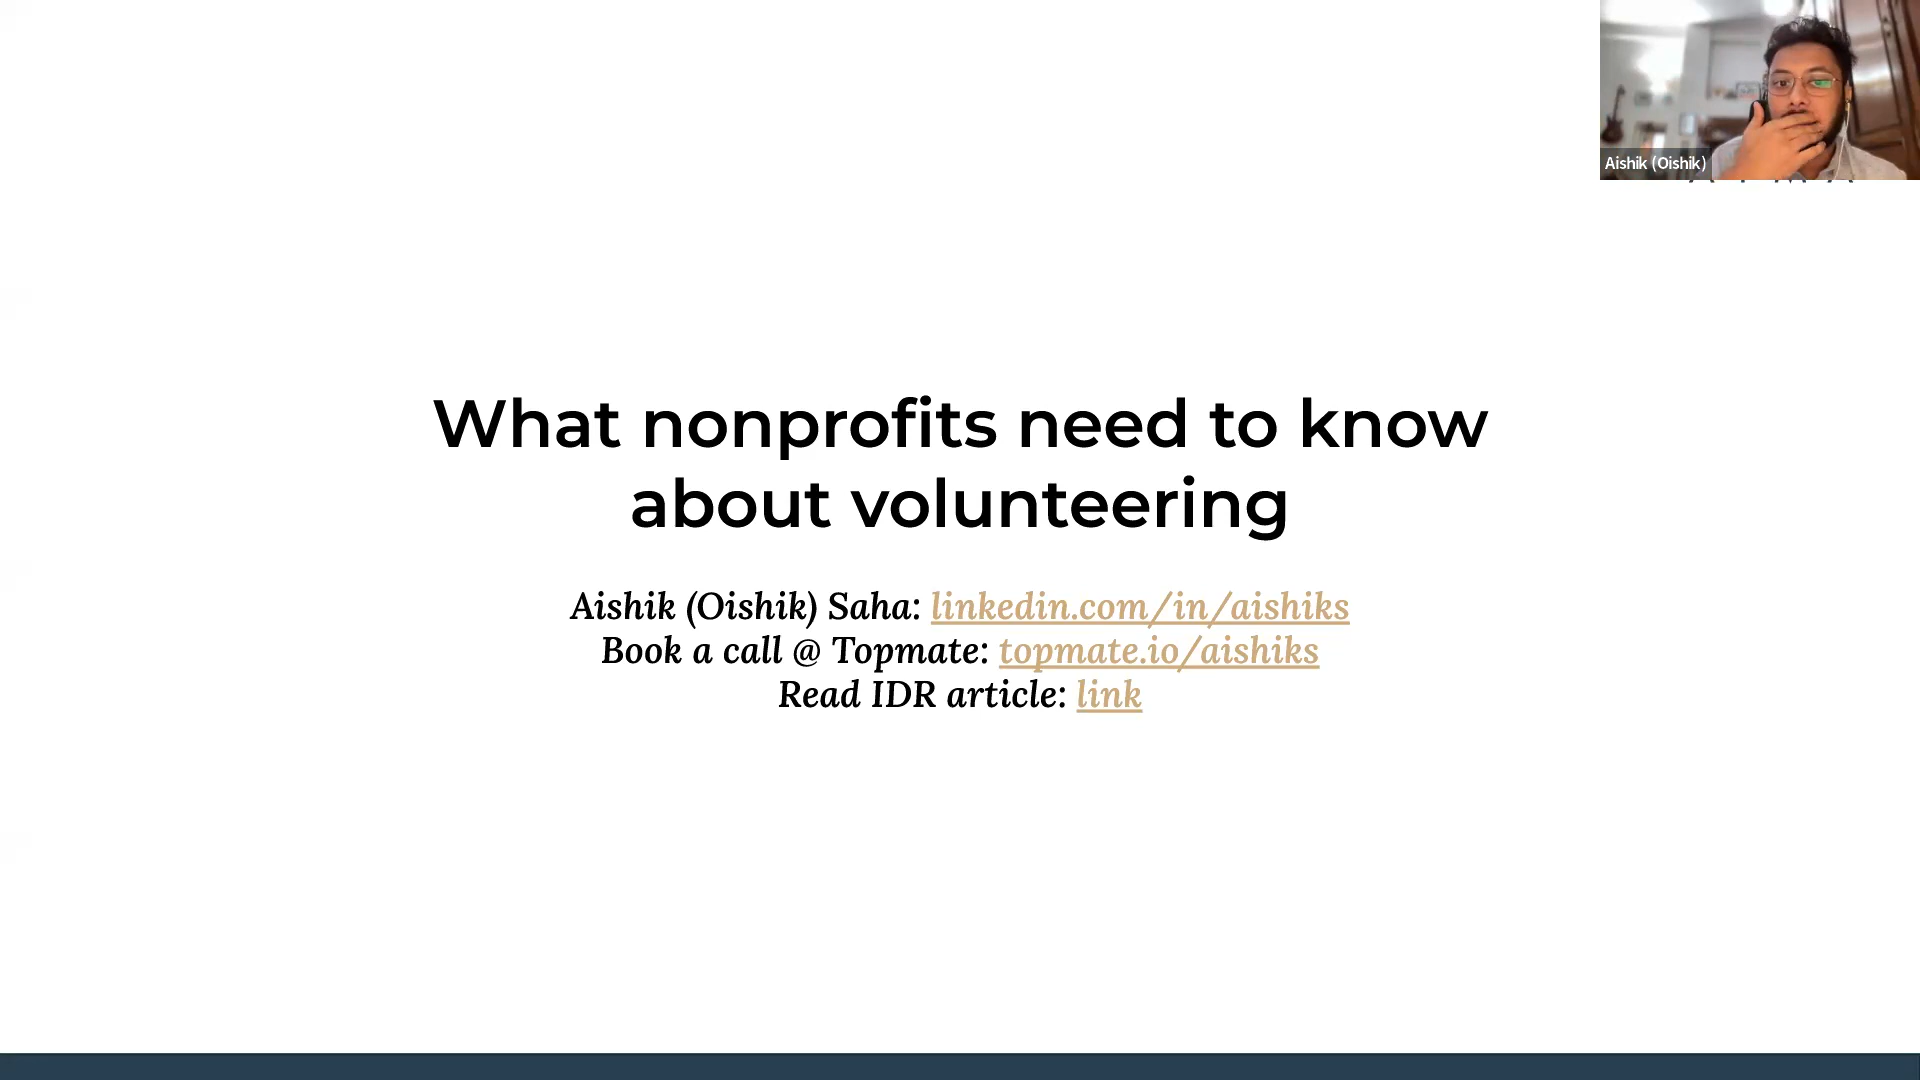 Aishik (Oishik)
What nonprofits need to know
about volunteering
Aishik (Oishik) Saha: linkedin.com/in/aishiks
Book a call @ Topmate: topmate.io/aishiks
Read IDR article: link